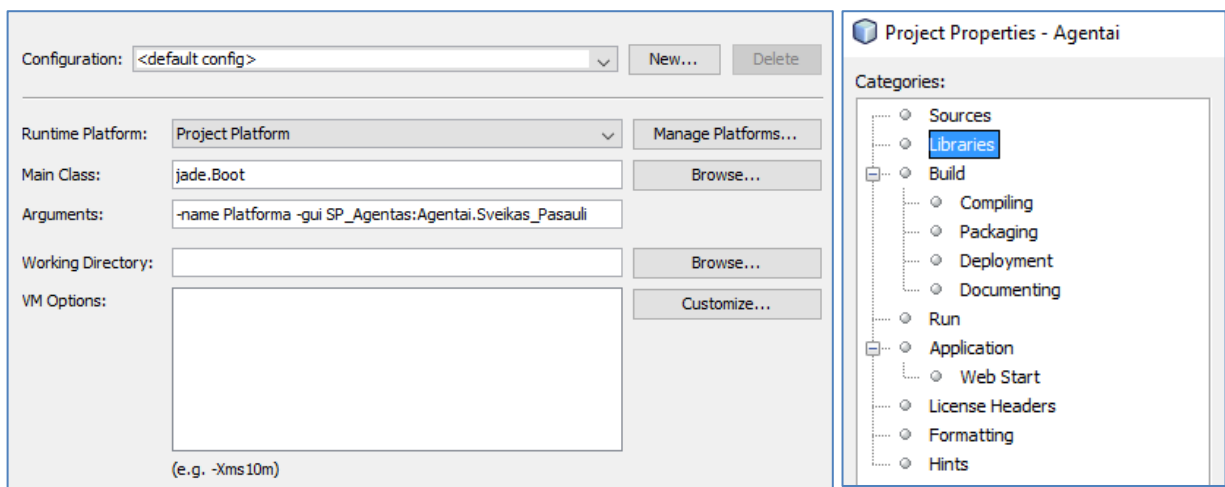 Configuration: <default config> New... Delete
Runtime Platform: Project Platform Manage Platforms...
Main Class: jade.Boot Browse...
Arguments: -name Platforma -gui SP_Agentas:Agentai.Sveikas_Pasauli
Working Directory: Browse...
VM Options: Customize...
(e.g. -Xms10m)
Project Properties - Agentai
Categories:
Sources
Libraries
Build
Compiling
Packaging
Deployment
Documenting
Run
Application
Web Start
License Headers
Formatting
Hints